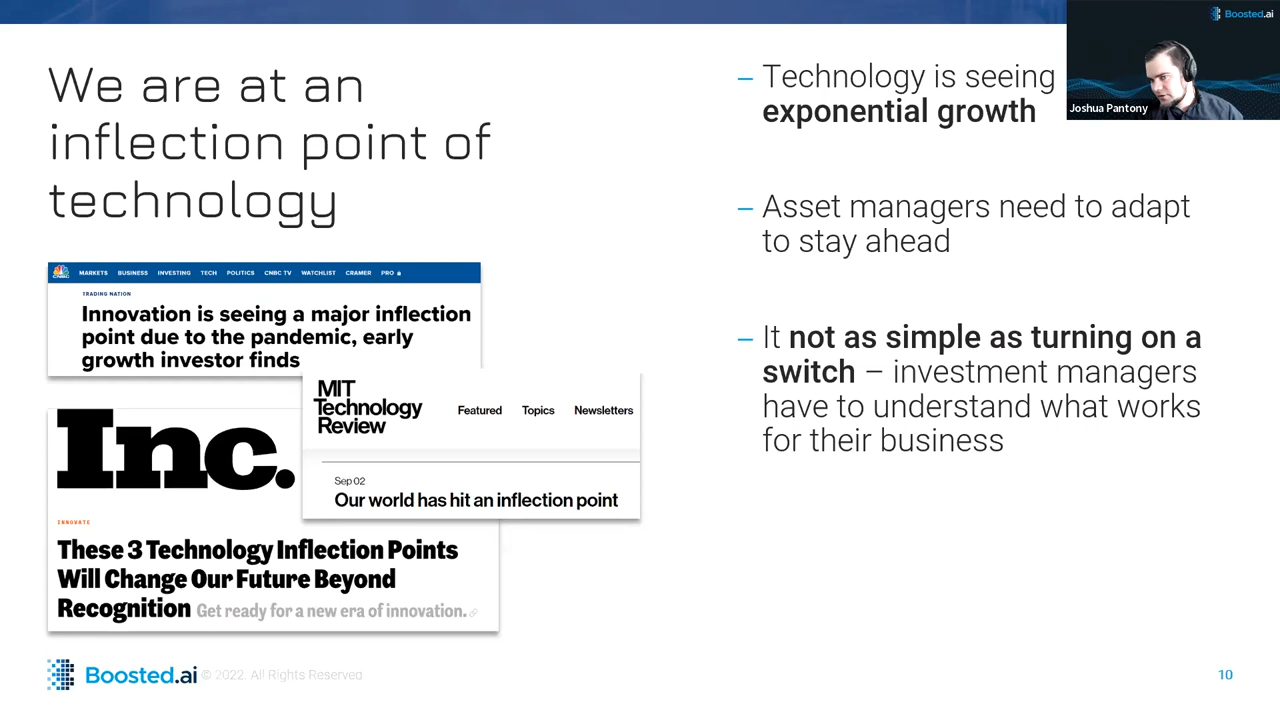 We are at an
inflection point of
technology
MARKETS BUSINESS INVESTING TECH POLITICS CNBC TV WATCHLIST CRAMER PRO
CNBC
TRADING NATION
Innovation is seeing a major inflection
point due to the pandemic, early
growth investor finds
MIT
Technology
Review
Featured Topics Newsletters
Sep 02
Our world has hit an inflection point
Inc.
INNOVATE
These 3 Technology Inflection Points
Will Change Our Future Beyond
Recognition Get ready for a new era of innovation.
– Technology is seeing
exponential growth
– Asset managers need to adapt
to stay ahead
– It not as simple as turning on a
switch – investment managers
have to understand what works
for their business
Boosted.ai
Joshua Pantony
Boosted.ai © 2022. All Rights Reserved
10